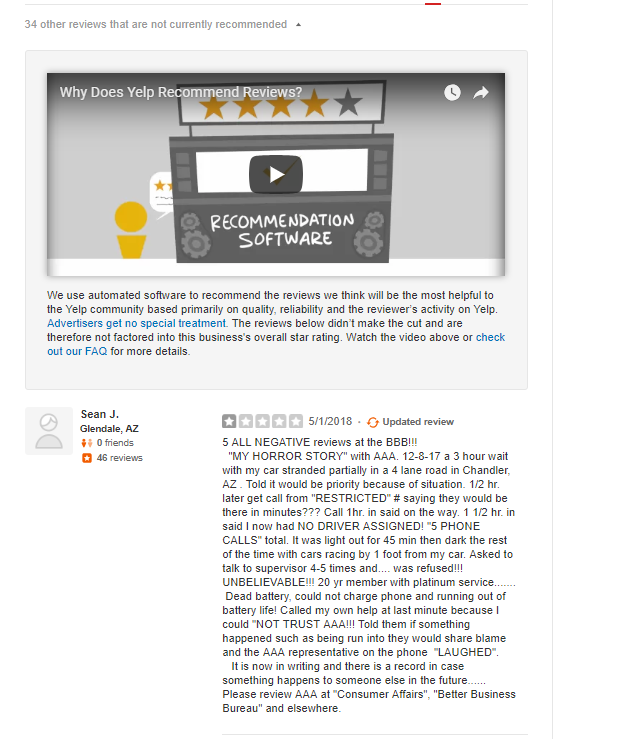 34 other reviews that are not currently recommended
Why Does Yelp Recommend Reviews?
RECOMMENDATION
SOFTWARE
We use automated software to recommend the reviews we think will be the most helpful to
the Yelp community based primarily on quality, reliability and the reviewer's activity on Yelp.
Advertisers get no special treatment. The reviews below didn't make the cut and are
therefore not factored into this business's overall star rating. Watch the video above or check
out our FAQ for more details.
Sean J.
Glendale, AZ
0 friends
46 reviews
5/1/2018 · Updated review
5 ALL NEGATIVE reviews at the BBB!!!
"MY HORROR STORY" with AAA. 12-8-17 a 3 hour wait
with my car stranded partially in a 4 lane road in Chandler,
AZ . Told it would be priority because of situation. 1/2 hr.
later get call from "RESTRICTED" # saying they would be
there in minutes??? Call 1hr. in said on the way. 1 1/2 hr. in
said I now had NO DRIVER ASSIGNED! "5 PHONE
CALLS" total. It was light out for 45 min then dark the rest
of the time with cars racing by 1 foot from my car. Asked to
talk to supervisor 4-5 times and.... was refused!!!
UNBELIEVABLE!!! 20 yr member with platinum service.......
Dead battery, could not charge phone and running out of
battery life! Called my own help at last minute because I
could "NOT TRUST AAA!!! Told them if something
happened such as being run into they would share blame
and the AAA representative on the phone "LAUGHED".
It is now in writing and there is a record in case
something happens to someone else in the future......
Please review AAA at "Consumer Affairs", "Better Business
Bureau" and elsewhere.